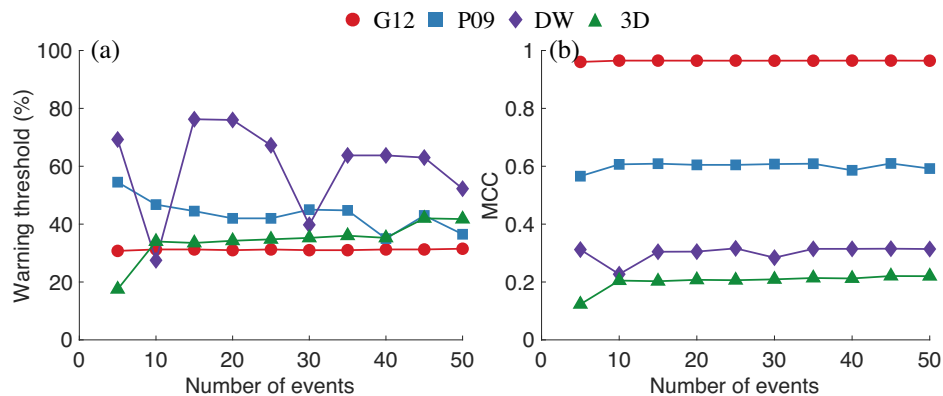 G12 P09 DW 3D
(a)
100
80
60
40
20
0
0 10 20 30 40 50
Warning threshold (%)
Number of events
(b)
1
0.8
0.6
0.4
0.2
0
0 10 20 30 40 50
MCC
Number of events